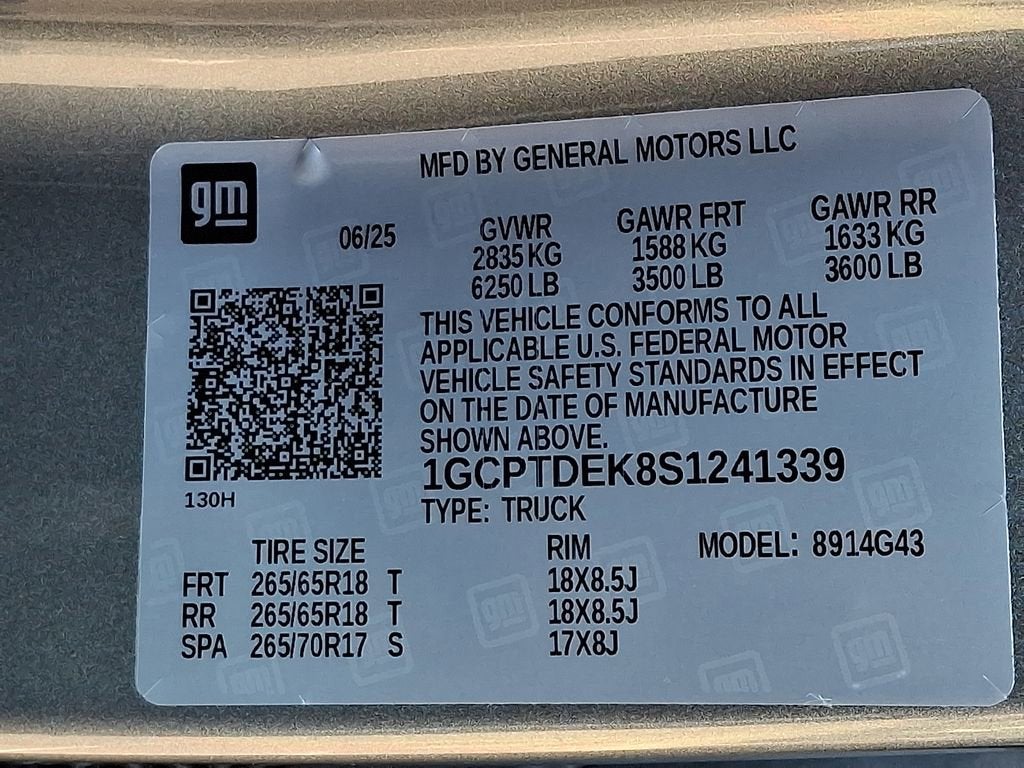 MFD BY GENERAL MOTORS LLC
gm
06/25
GVWR GAWR FRT GAWR RR
2835 KG 1588 KG 1633 KG
6250 LB 3500 LB 3600 LB
THIS VEHICLE CONFORMS TO ALL
APPLICABLE U.S. FEDERAL MOTOR
VEHICLE SAFETY STANDARDS IN EFFECT
ON THE DATE OF MANUFACTURE
SHOWN ABOVE.
1GCPTDEK8S1241339
130H
TYPE: TRUCK
TIRE SIZE RIM MODEL: 8914G43
FRT 265/65R18 T 18X8.5J
RR 265/65R18 T 18X8.5J
SPA 265/70R17 S 17X8J